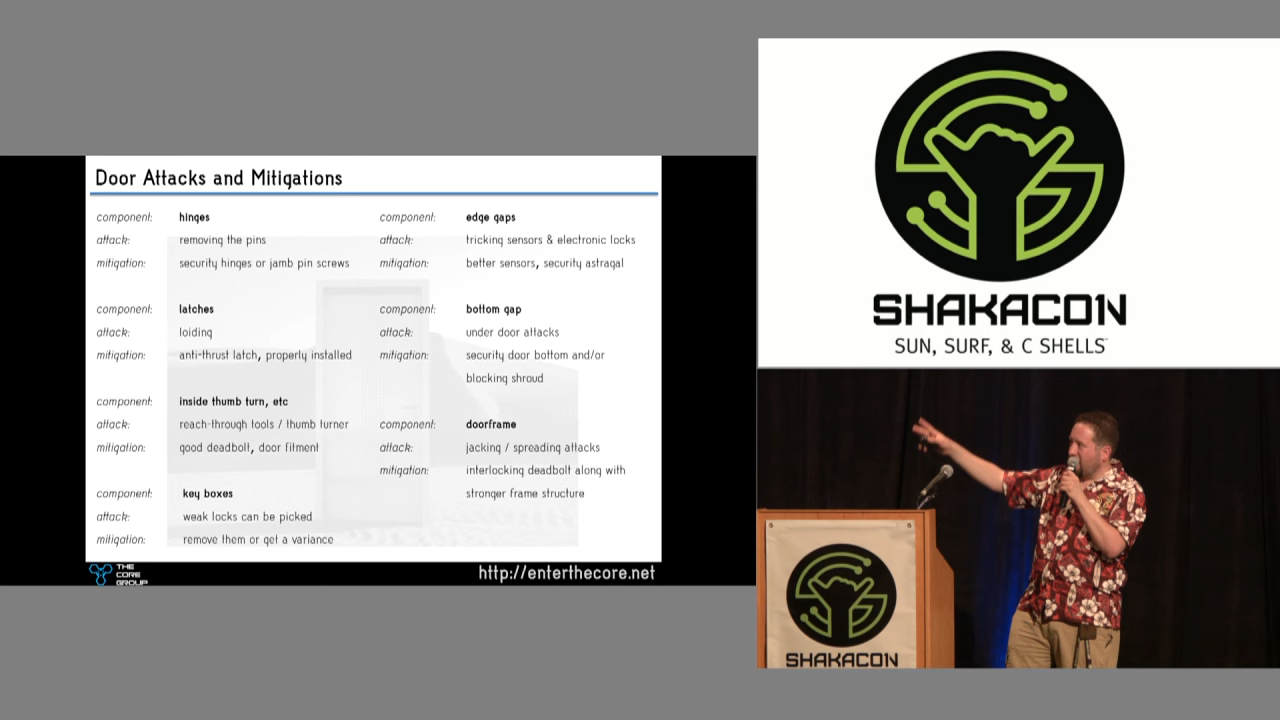 Door Attacks and Mitigations
component: hinges
attack: removing the pins
mitigation: security hinges or jamb pin screws
component: latches
attack: loiding
mitigation: anti-thrust latch, properly installed
component: inside thumb turn, etc
attack: reach-through tools / thumb turner
mitigation: good deadbolt, door fitment
component: key boxes
attack: weak locks can be picked
mitigation: remove them or get a variance
component: edge gaps
attack: tricking sensors & electronic locks
mitigation: better sensors, security astragal
component: bottom gap
attack: under door attacks
mitigation: security door bottom and/or
blocking shroud
component: doorframe
attack: jacking / spreading attacks
mitigation: interlocking deadbolt along with
stronger frame structure
THE
CORE
GROUP
http://enterthecore.net
SHAKACON
SUN, SURF, & C SHELLS
SHAKACON